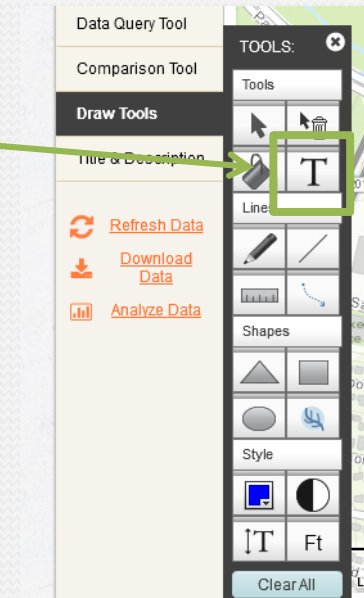 Data Query Tool
Comparison Tool
Draw Tools
Title & Description
Refresh Data
Download
Data
Analyze Data
TOOLS:
Tools
T
Lines
Shapes
Style
T
Ft
Clear All